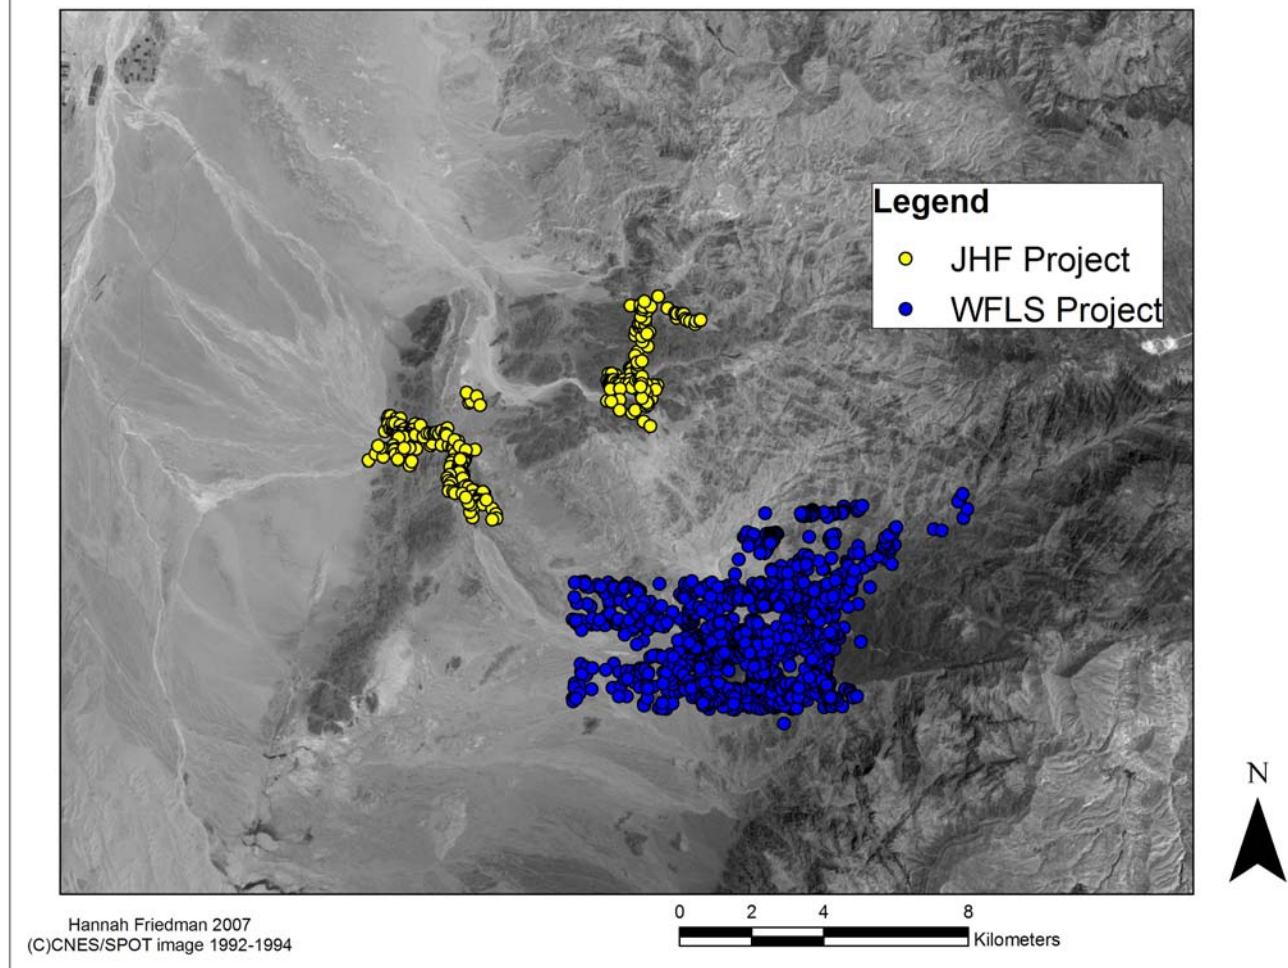 Legend
JHF Project
WFLS Project
N
Hannah Friedman 2007
(C)CNES/SPOT image 1992-1994
0 2 4 8
Kilometers